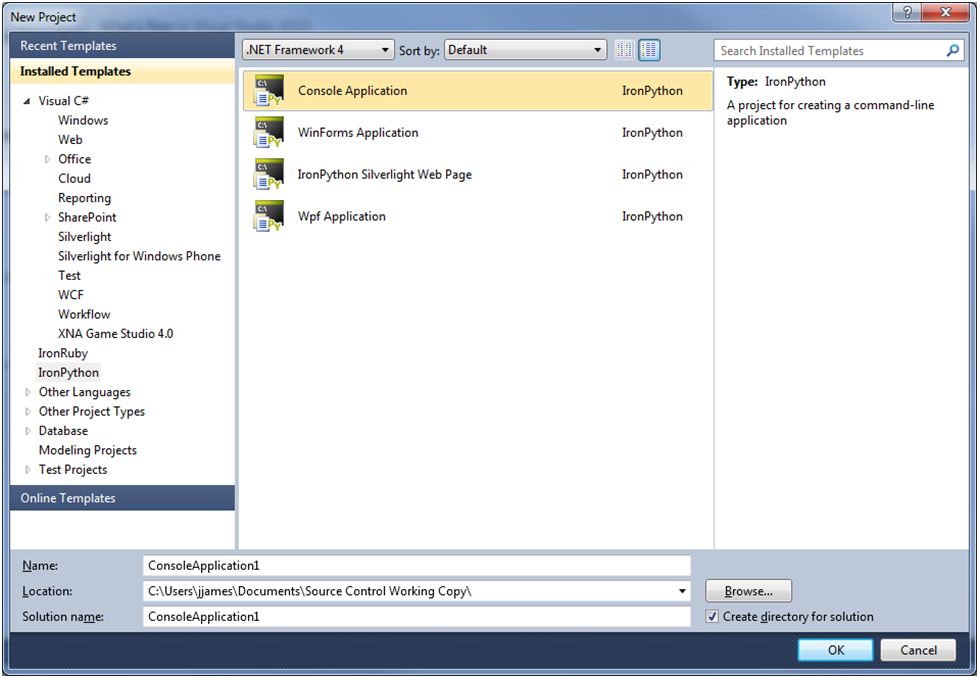 New Project
Recent Templates
Installed Templates
Visual C#
Windows
Web
Office
Cloud
Reporting
SharePoint
Silverlight
Silverlight for Windows Phone
Test
WCF
Workflow
XNA Game Studio 4.0
IronRuby
IronPython
Other Languages
Other Project Types
Database
Modeling Projects
Test Projects
Online Templates
.NET Framework 4 Sort by: Default
Console Application IronPython
WinForms Application IronPython
IronPython Silverlight Web Page IronPython
Wpf Application IronPython
Search Installed Templates
Type: IronPython
A project for creating a command-line
application
Name: ConsoleApplication1
Location: C:\Users\jjames\Documents\Source Control Working Copy\ Browse...
Solution name: ConsoleApplication1 Create directory for solution
OK Cancel